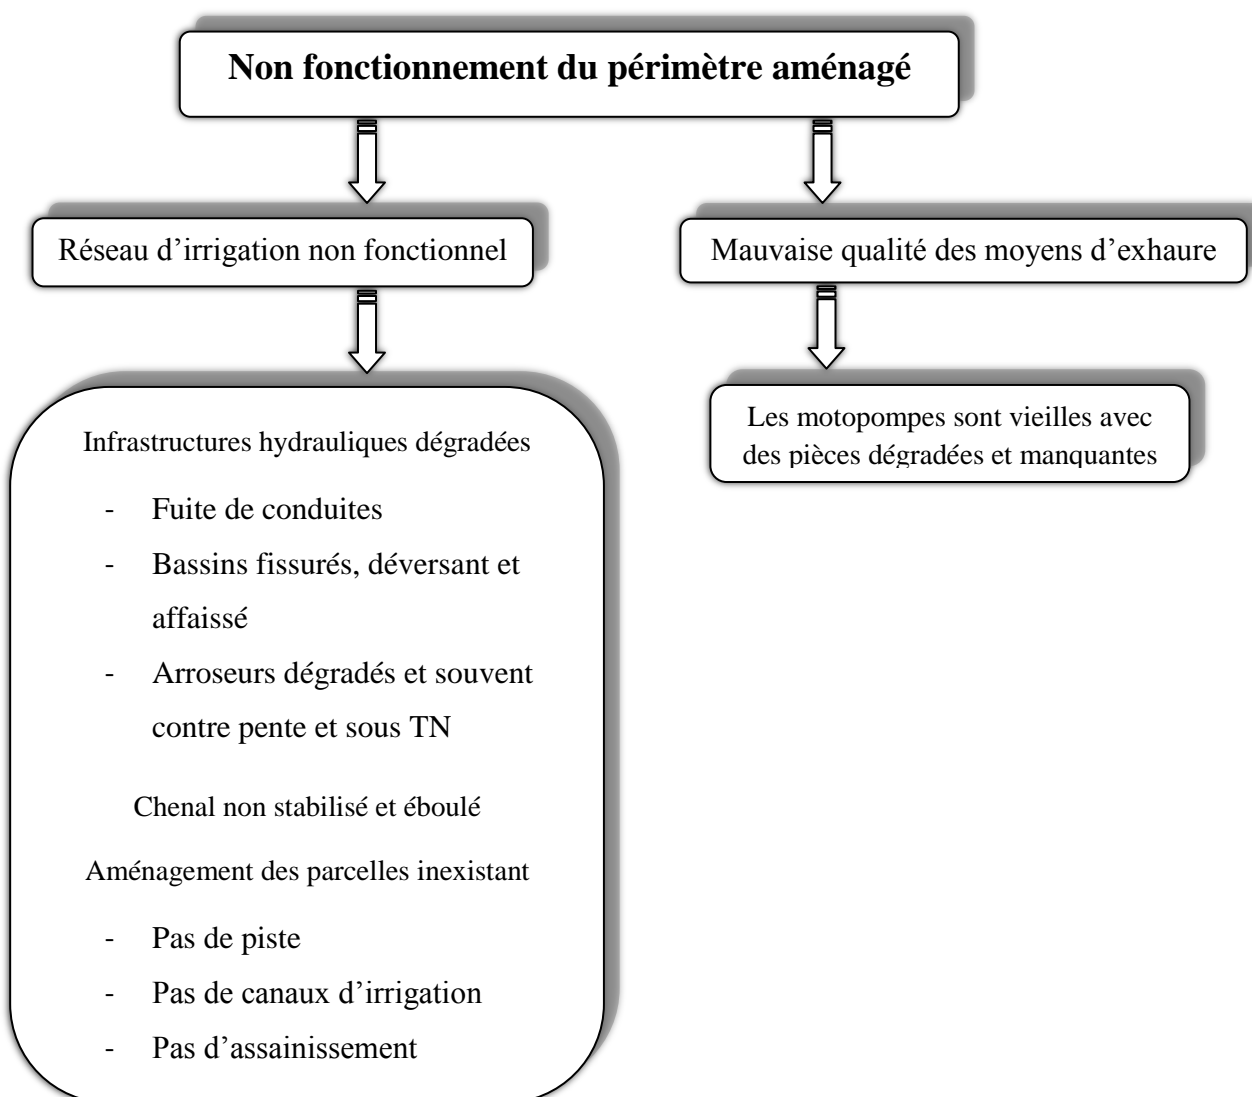 Non fonctionnement du périmètre aménagé
Réseau d’irrigation non fonctionnel
Mauvaise qualité des moyens d’exhaure
Infrastructures hydrauliques dégradées
- Fuite de conduites
- Bassins fissurés, déversant et
affaissé
- Arroseurs dégradés et souvent
contre pente et sous TN
Chenal non stabilisé et éboulé
Aménagement des parcelles inexistant
- Pas de piste
- Pas de canaux d’irrigation
- Pas d’assainissement
Les motopompes sont vieilles avec
des pièces dégradées et manquantes